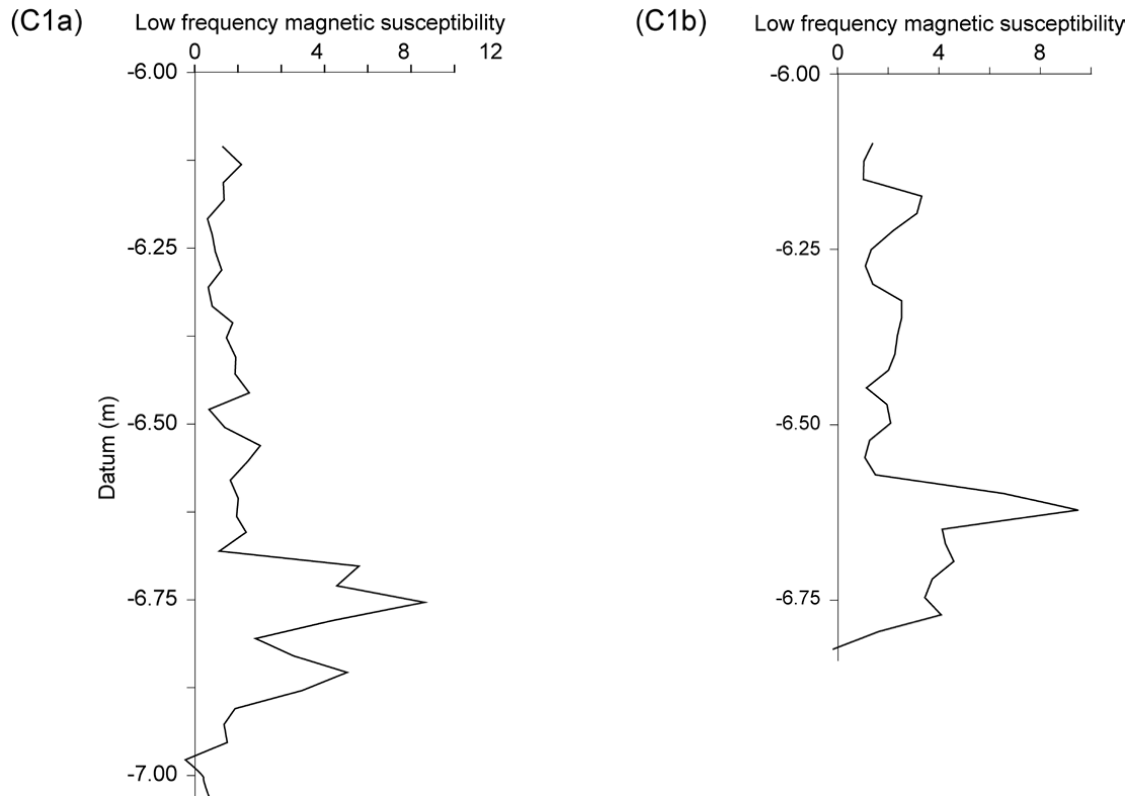 (C1a)
Low frequency magnetic susceptibility
0 4 8 12
-6.00
-6.25
-6.50
-6.75
-7.00
Datum (m)
(C1b)
Low frequency magnetic susceptibility
0 4 8
-6.00
-6.25
-6.50
-6.75